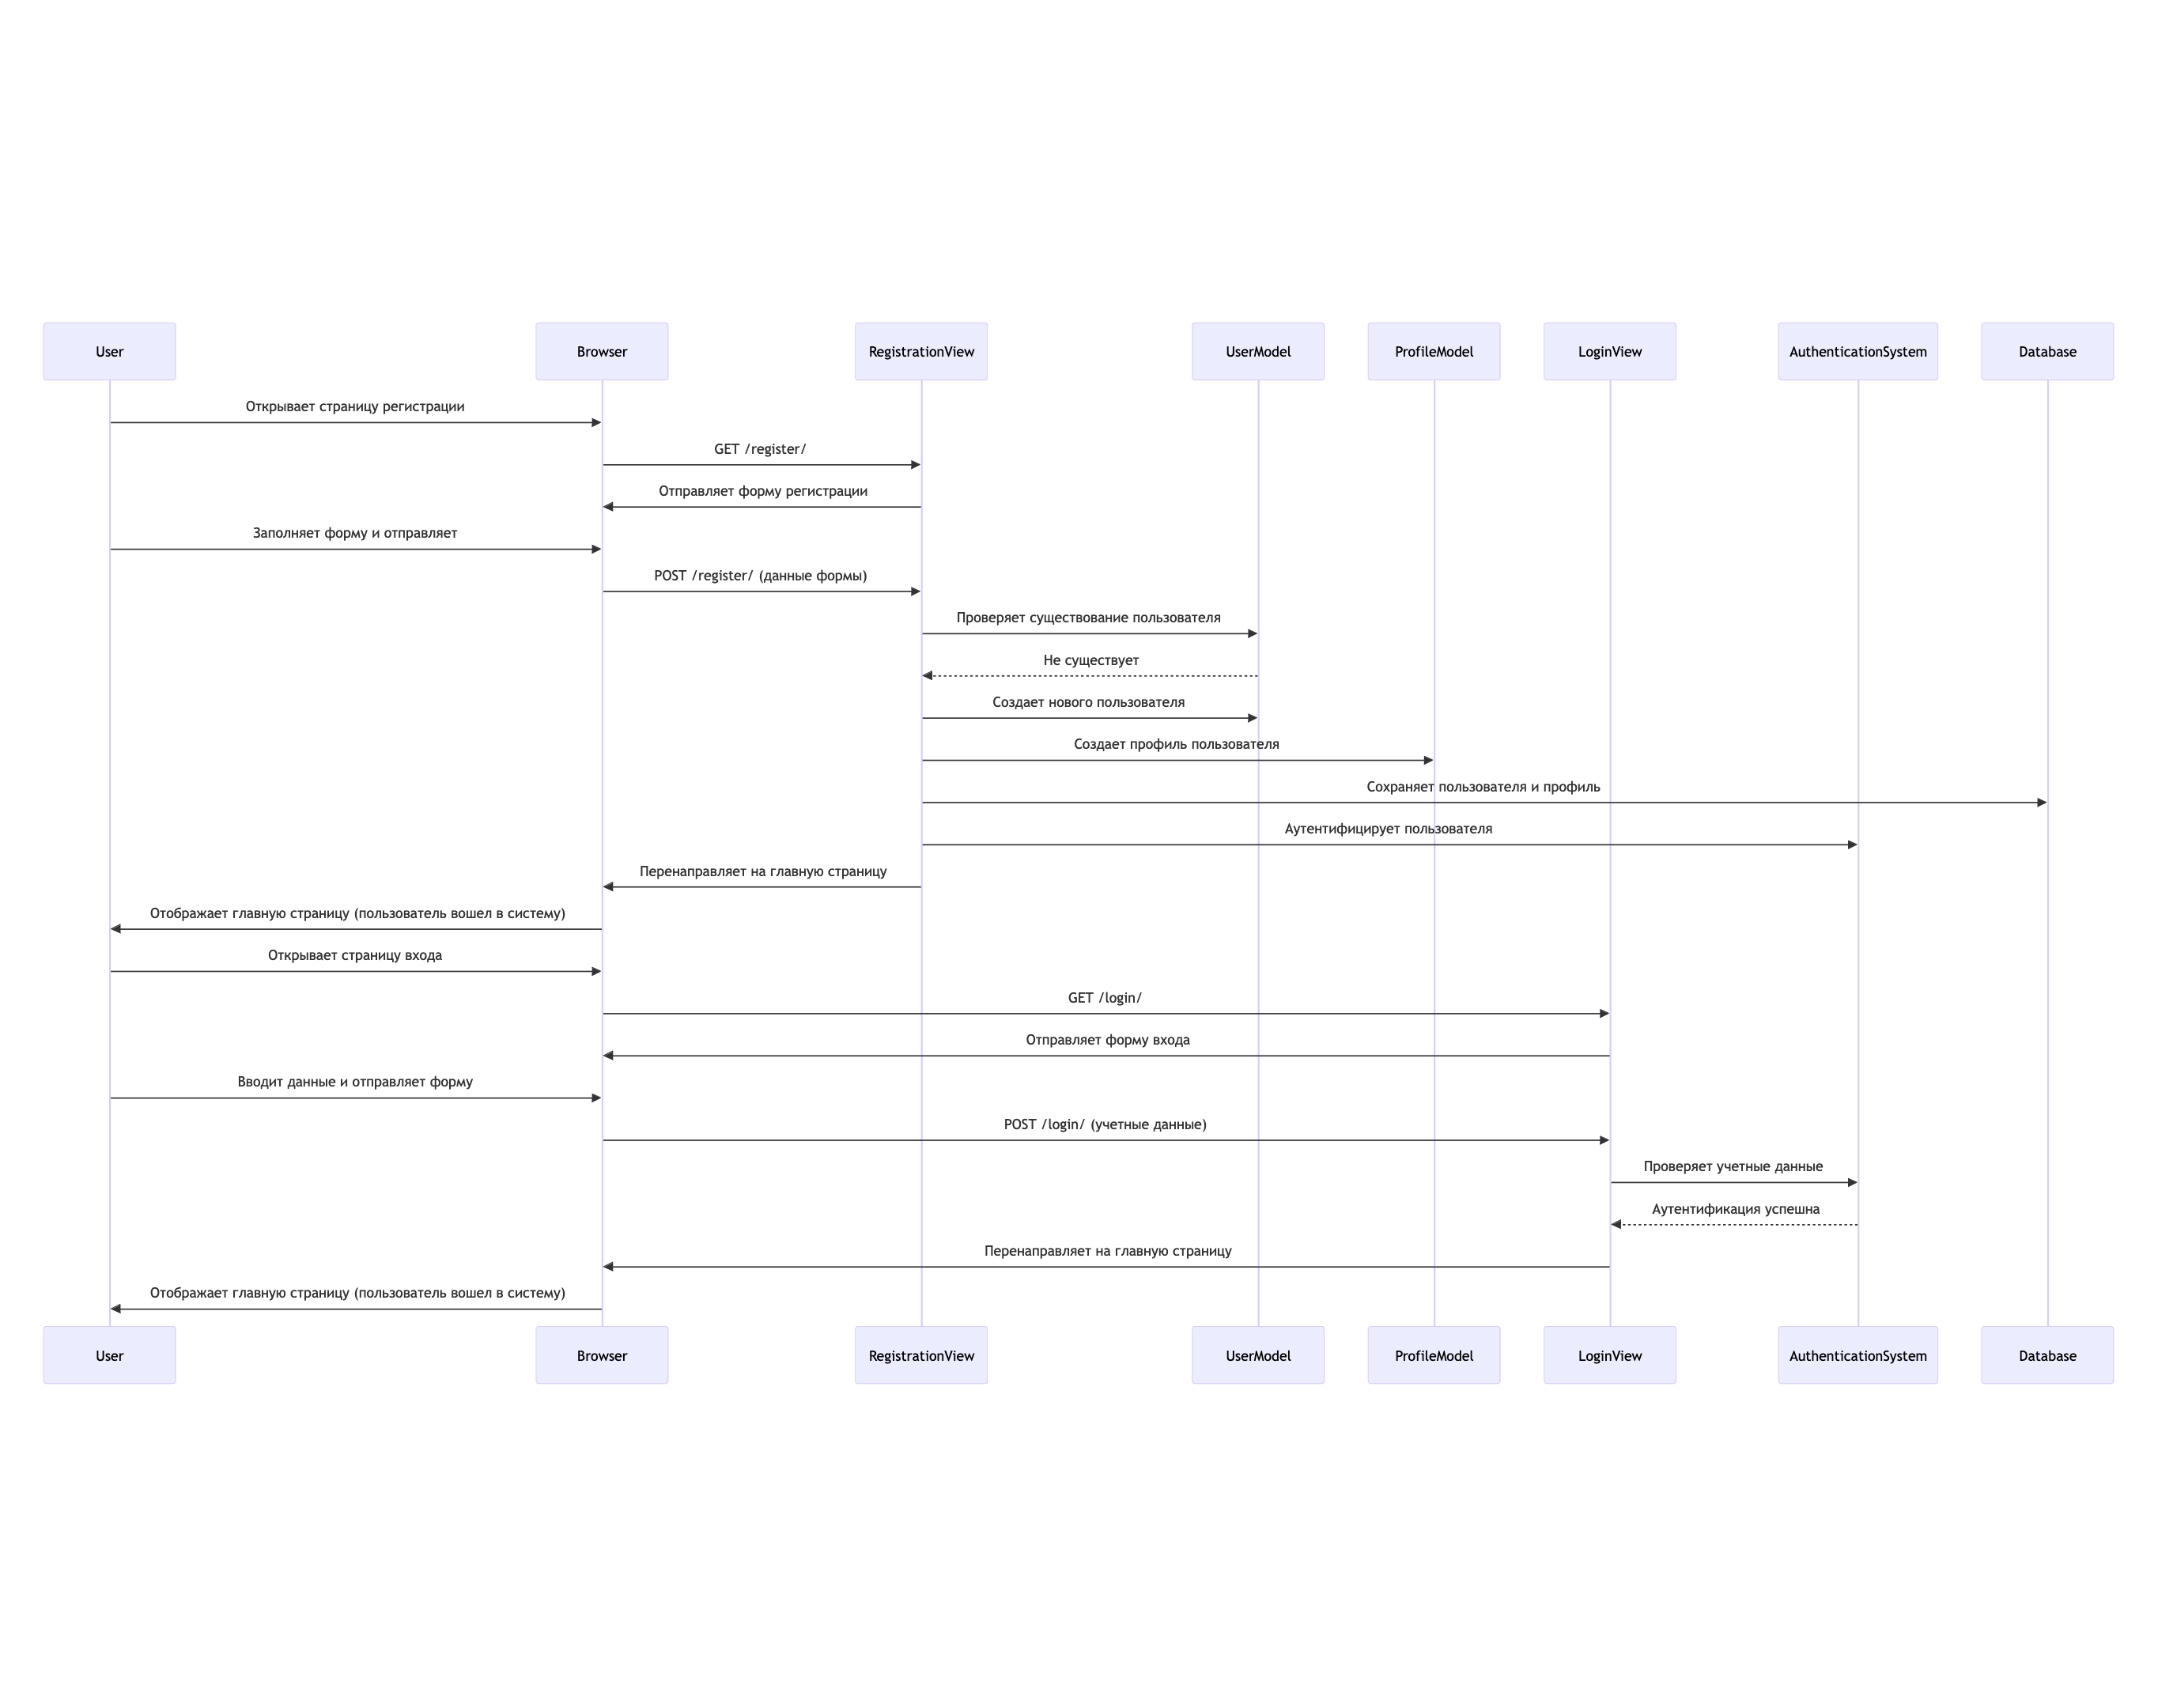 User
Browser
RegistrationView
UserModel
ProfileModel
LoginView
AuthenticationSystem
Database
Открывает страницу регистрации
GET /register/
Отправляет форму регистрации
Заполняет форму и отправляет
POST /register/ (данные формы)
Проверяет существование пользователя
Не существует
Создает нового пользователя
Создает профиль пользователя
Сохраняет пользователя и профиль
Аутентифицирует пользователя
Перенаправляет на главную страницу
Отображает главную страницу (пользователь вошел в систему)
Открывает страницу входа
GET /login/
Отправляет форму входа
Вводит данные и отправляет форму
POST /login/ (учетные данные)
Проверяет учетные данные
Аутентификация успешна
Перенаправляет на главную страницу
Отображает главную страницу (пользователь вошел в систему)
User
Browser
RegistrationView
UserModel
ProfileModel
LoginView
AuthenticationSystem
Database